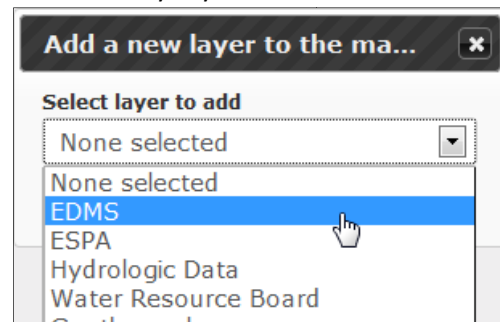 Add a new layer to the ma...
Select layer to add
None selected
None selected
EDMS
ESPA
Hydrologic Data
Water Resource Board